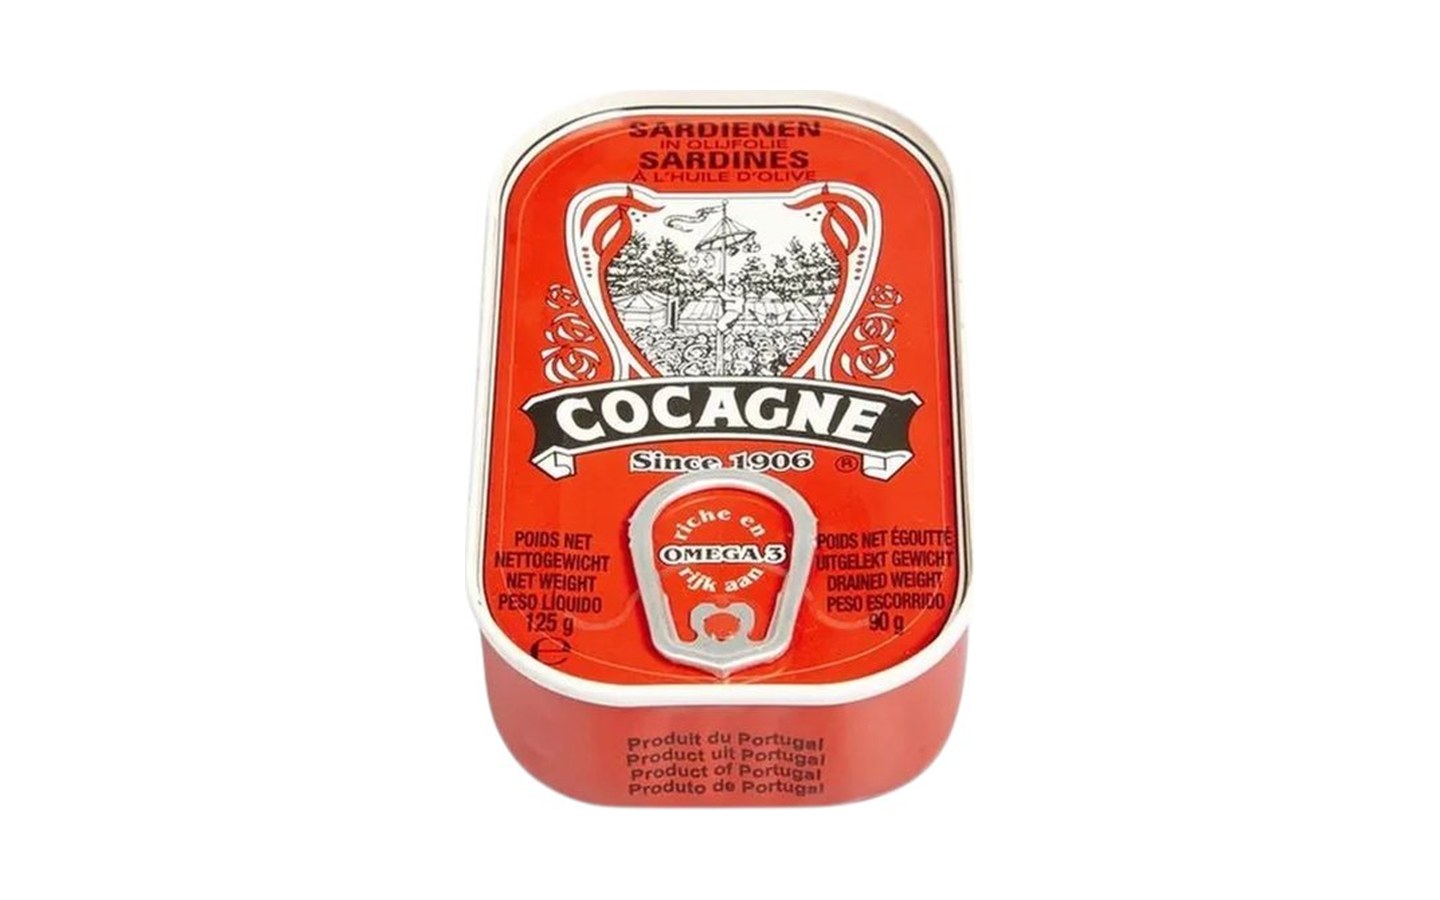 SARDIENEN
IN OLIJFOLIE
SARDINES
À L'HUILE D'OLIVE
COCAGNE
Since 1906 ®
riche en
OMEGA 3
rijk aan
POIDS NET
NETTOGEWICHT
NET WEIGHT
PESO LÍQUIDO
125 g
℮
POIDS NET ÉGOUTTÉ
UITGELEKT GEWICHT
DRAINED WEIGHT
PESO ESCORRIDO
90 g
Produit du Portugal
Product uit Portugal
Product of Portugal
Produto de Portugal